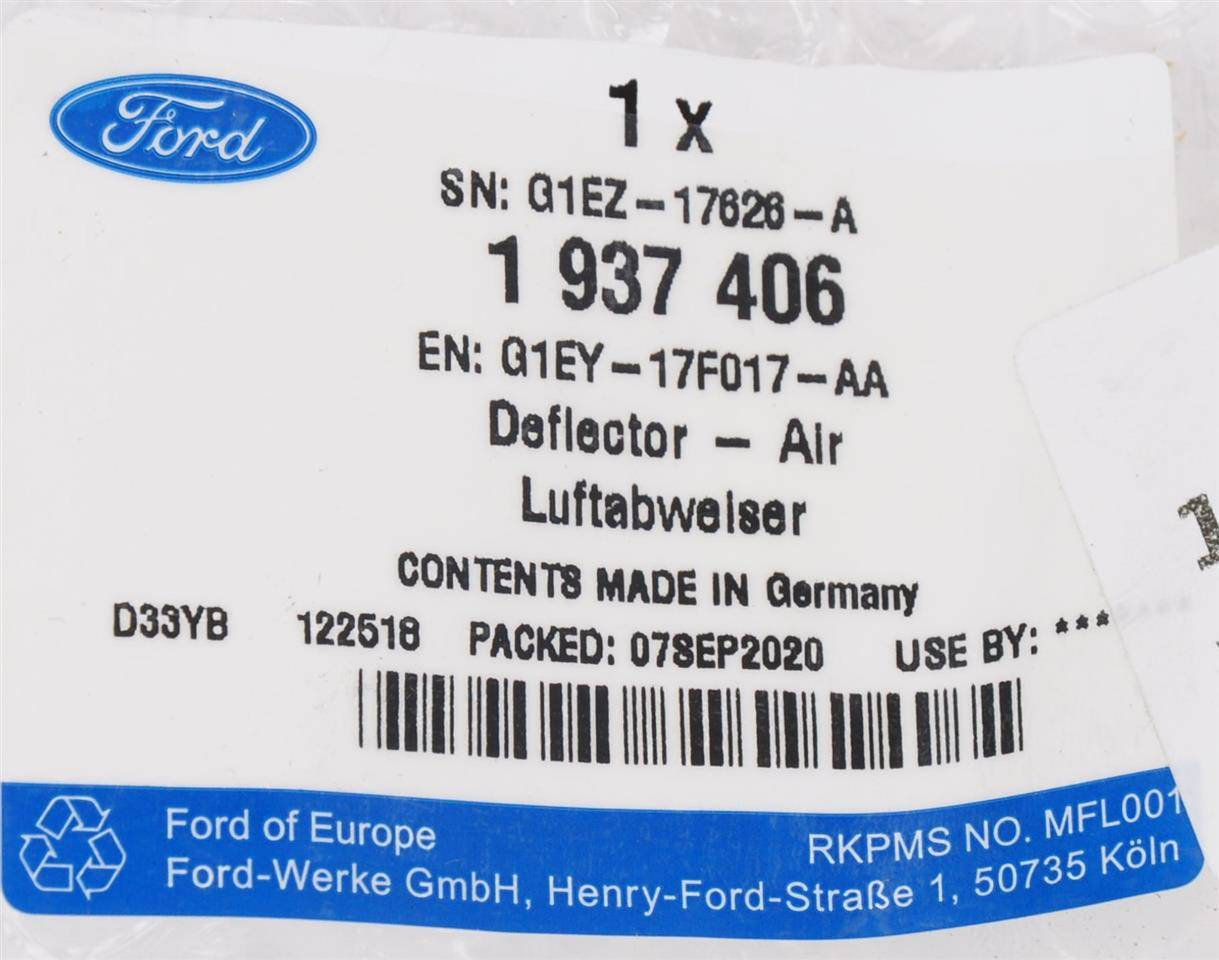 Ford
1 x
SN: G1EZ-17626-A
1 937 406
EN: G1EY-17F017-AA
Deflector - Air
Luftabweiser
CONTENTS MADE IN Germany
D33YB 122518 PACKED: 07SEP2020 USE BY: ***
Ford of Europe
Ford-Werke GmbH, Henry-Ford-Straße 1, 50735 Köln
RKPMS NO. MFL001
1